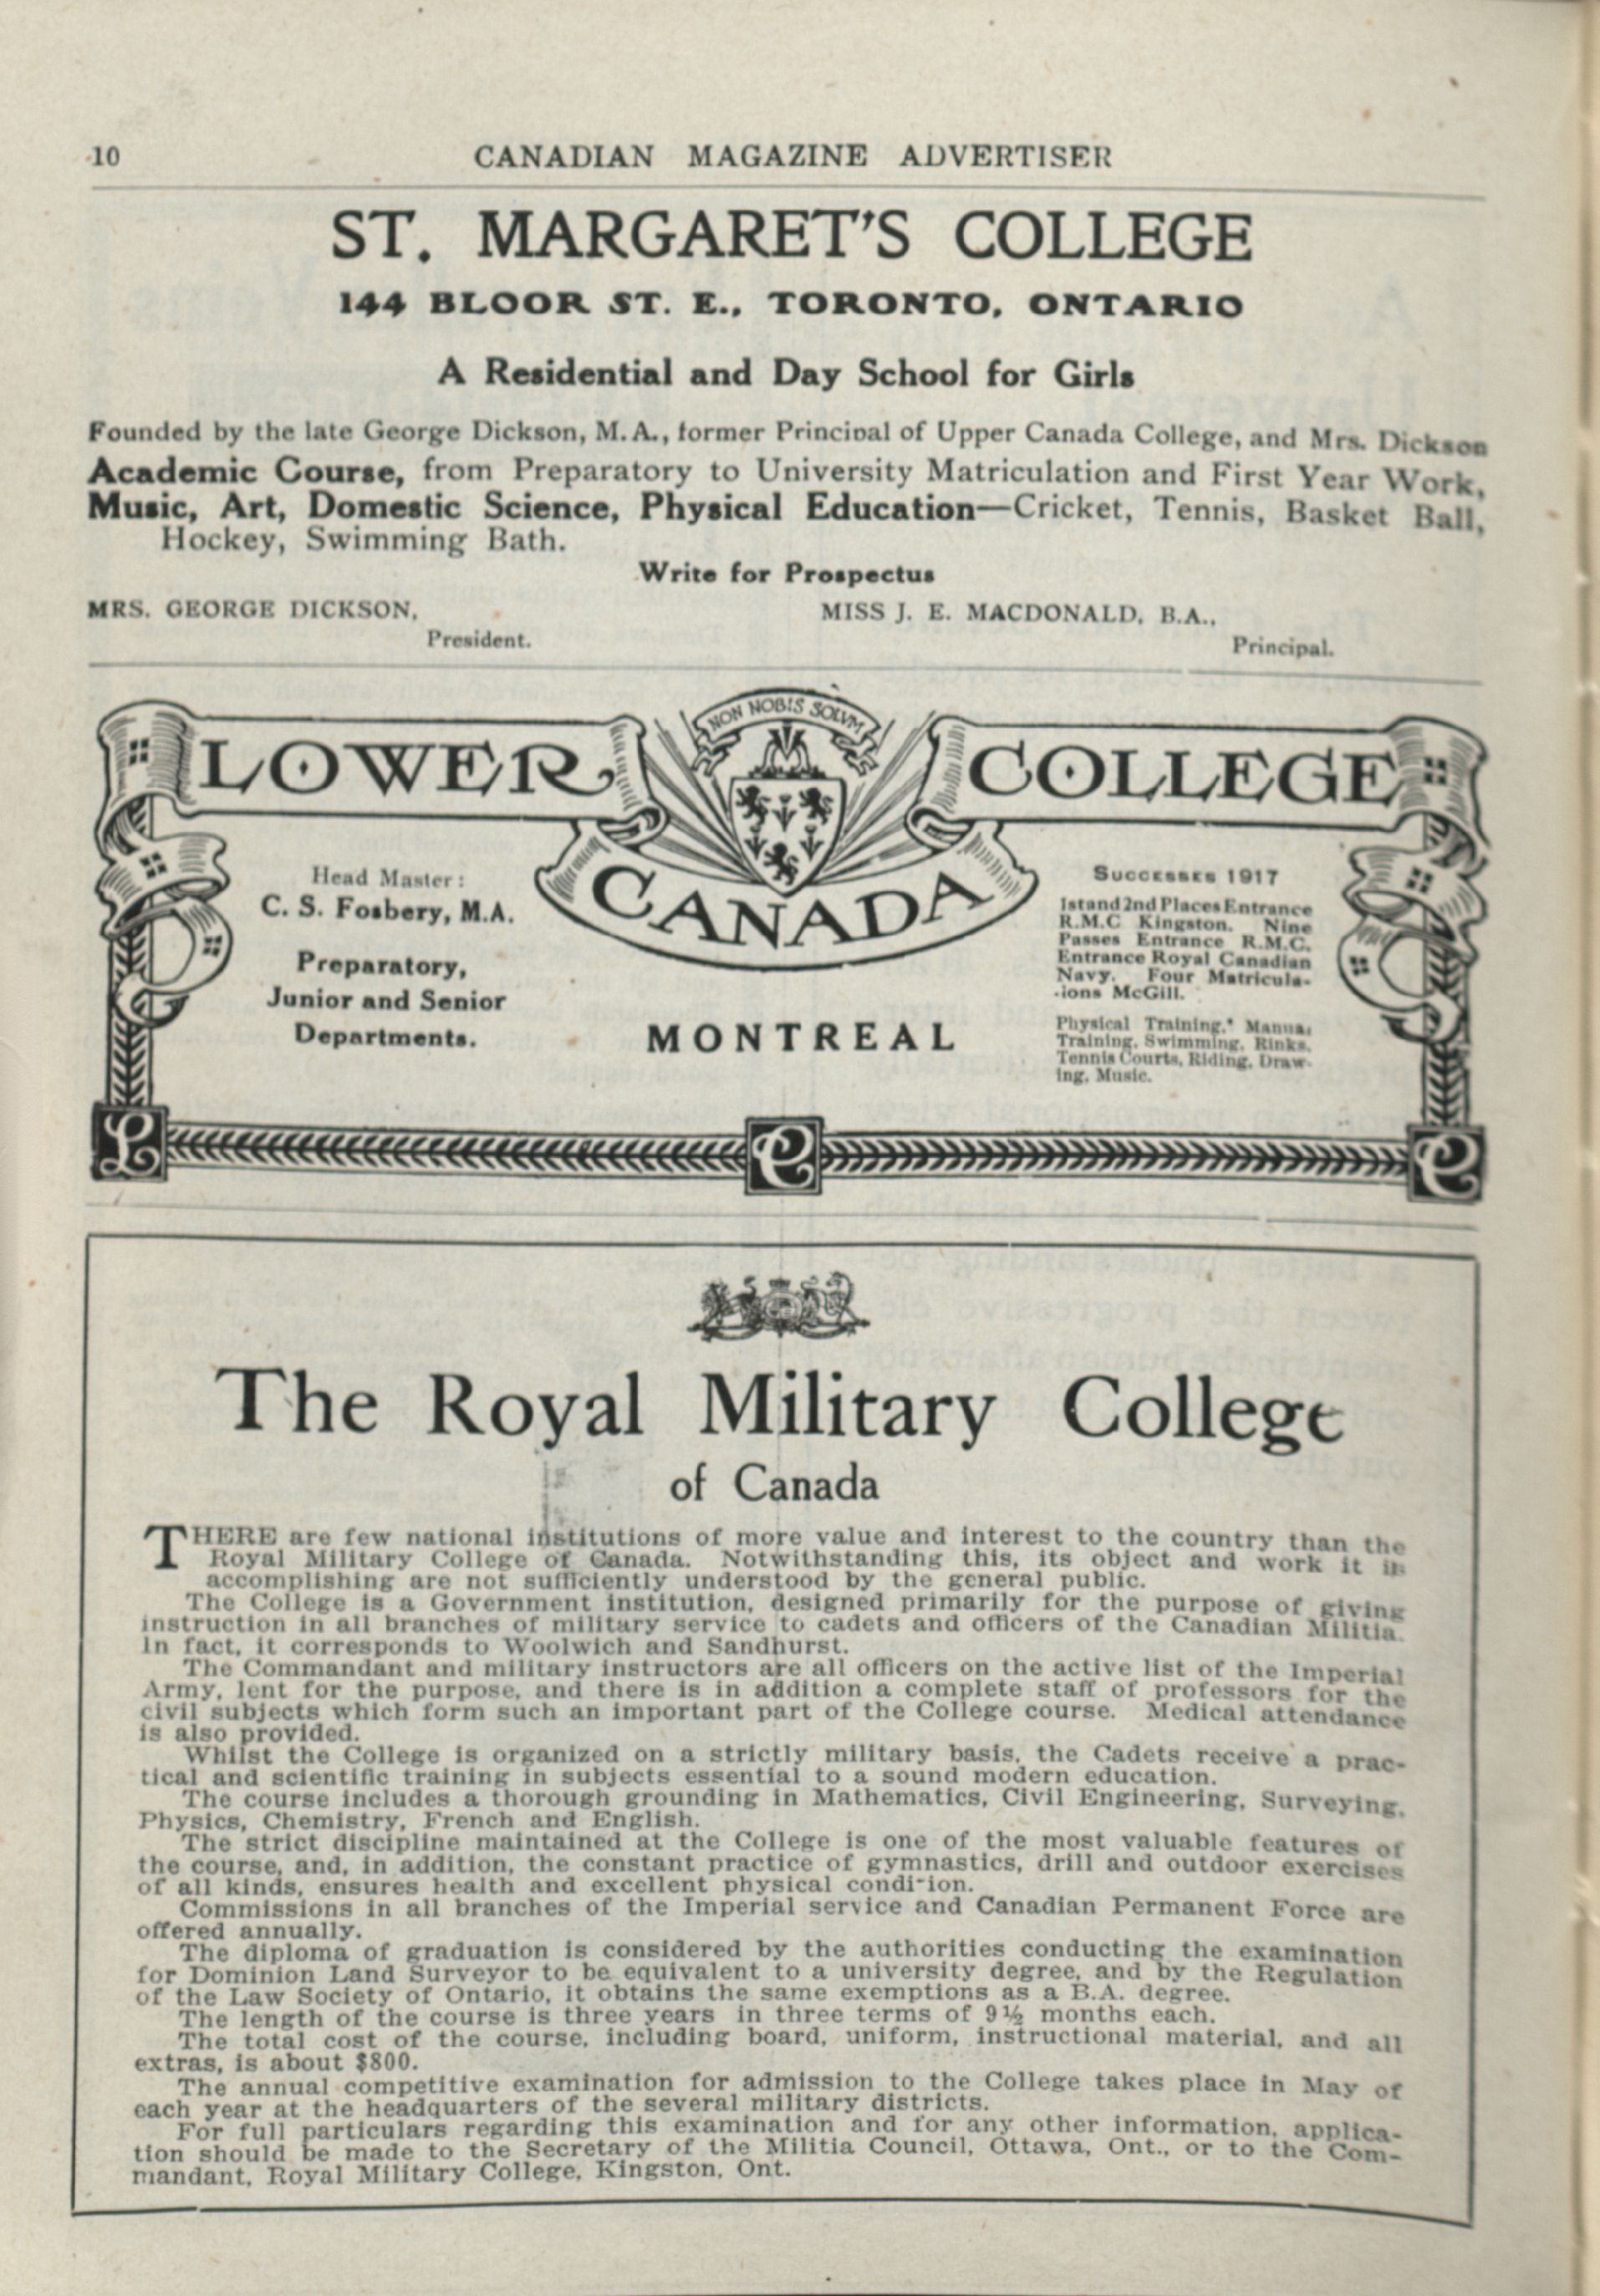 10
CANADIAN MAGAZINE ADVERTISER
ST. MARGARET'S COLLEGE
144 BLOOR ST. E., TORONTO, ONTARIO
A Residential and Day School for Girls
Founded by the late George Dickson, M.A., former Principal of Upper Canada College, and Mrs. Dickson
Academic Course, from Preparatory to University Matriculation and First Year Work,
Music, Art, Domestic Science, Physical Education—Cricket, Tennis, Basket Ball,
Hockey, Swimming Bath.
Write for Prospectus
MRS. GEORGE DICKSON,
President.
MISS J. E. MACDONALD, B.A.,
Principal.
NON NOBIS SOLVM
LOWER
COLLEGE
CANADA
Head Master:
C. S. Fosbery, M.A.
Preparatory,
Junior and Senior
Departments.
MONTREAL
Successes 1917
1st and 2nd Places Entrance
R.M.C Kingston. Nine
Passes Entrance R.M.C.
Entrance Royal Canadian
Navy. Four Matricula-
-ions McGill.
Physical Training, Manual
Training, Swimming, Rinks,
Tennis Courts, Riding, Draw-
ing, Music.
L
C
C
The Royal Military College
of Canada
THERE are few national institutions of more value and interest to the country than the
Royal Military College of Canada. Notwithstanding this, its object and work it is
accomplishing are not sufficiently understood by the general public.
The College is a Government institution, designed primarily for the purpose of giving
instruction in all branches of military service to cadets and officers of the Canadian Militia.
In fact, it corresponds to Woolwich and Sandhurst.
The Commandant and military instructors are all officers on the active list of the Imperial
Army, lent for the purpose, and there is in addition a complete staff of professors for the
civil subjects which form such an important part of the College course. Medical attendance
is also provided.
Whilst the College is organized on a strictly military basis, the Cadets receive a prac-
tical and scientific training in subjects essential to a sound modern education.
The course includes a thorough grounding in Mathematics, Civil Engineering, Surveying,
Physics, Chemistry, French and English.
The strict discipline maintained at the College is one of the most valuable features of
the course, and, in addition, the constant practice of gymnastics, drill and outdoor exercises
of all kinds, ensures health and excellent physical condi-ion.
Commissions in all branches of the Imperial service and Canadian Permanent Force are
offered annually.
The diploma of graduation is considered by the authorities conducting the examination
for Dominion Land Surveyor to be equivalent to a university degree, and by the Regulation
of the Law Society of Ontario, it obtains the same exemptions as a B.A. degree.
The length of the course is three years in three terms of 9½ months each.
The total cost of the course, including board, uniform, instructional material, and all
extras, is about $800.
The annual competitive examination for admission to the College takes place in May of
each year at the headquarters of the several military districts.
For full particulars regarding this examination and for any other information, applica-
tion should be made to the Secretary of the Militia Council, Ottawa, Ont., or to the Com-
mandant, Royal Military College, Kingston, Ont.